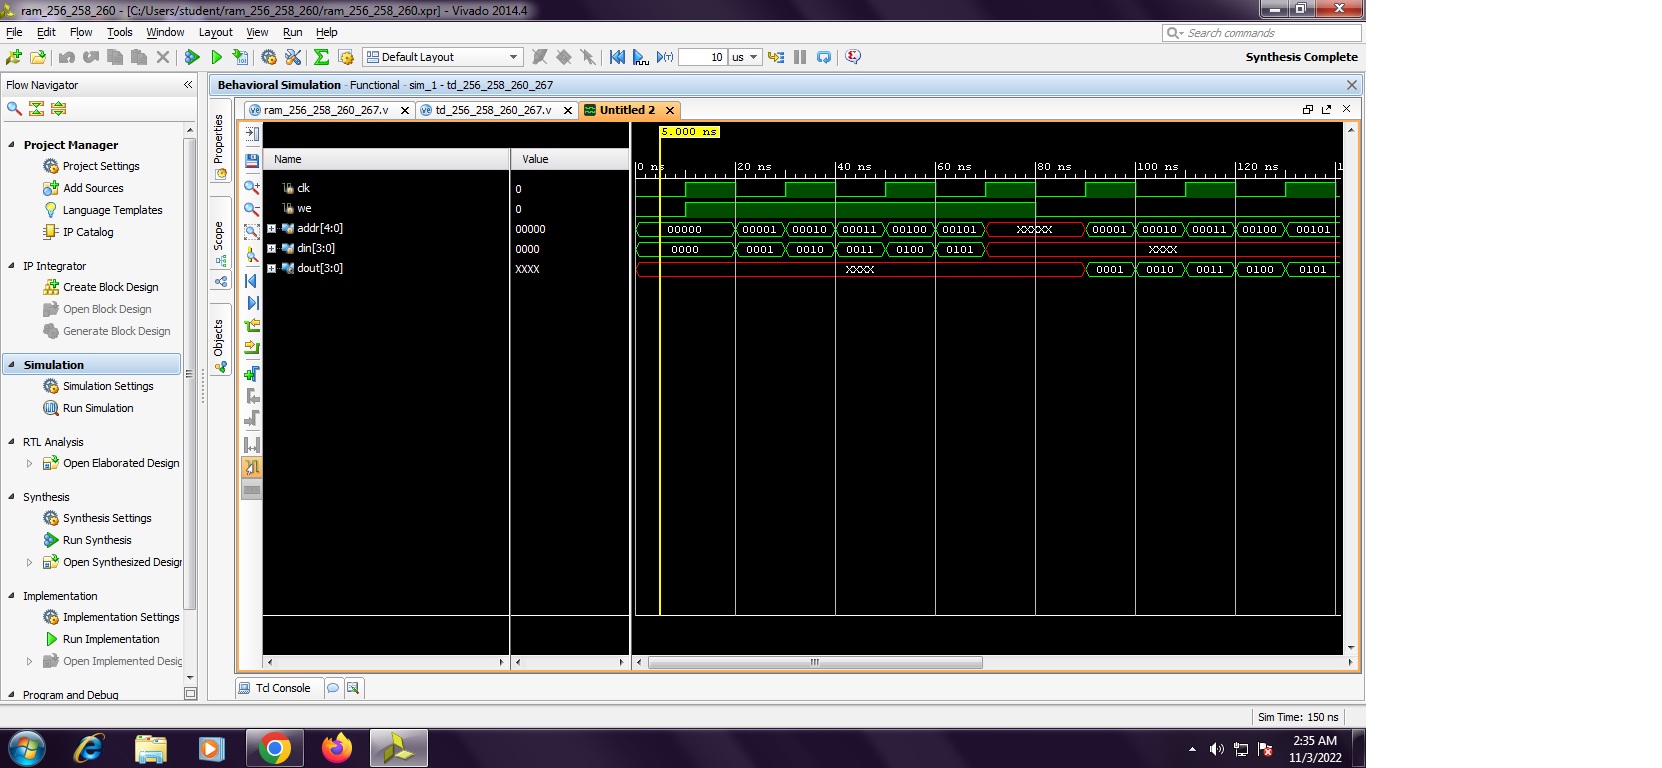 ram_256_258_260 - [C:/Users/student/ram_256_258_260/ram_256_258_260.xpr] - Vivado 2014.4
File Edit Flow Tools Window Layout View Run Help
Search commands
Default Layout 10 us Synthesis Complete
Flow Navigator
Behavioral Simulation - Functional - sim_1 - td_256_258_260_267
ram_256_258_260_267.v td_256_258_260_267.v Untitled 2
Project Manager
Project Settings
Add Sources
Language Templates
IP Catalog
IP Integrator
Create Block Design
Open Block Design
Generate Block Design
Simulation
Simulation Settings
Run Simulation
RTL Analysis
Open Elaborated Design
Synthesis
Synthesis Settings
Run Synthesis
Open Synthesized Design
Implementation
Implementation Settings
Run Implementation
Open Implemented Desig
Program and Debug
Properties
Scope
Objects
5.000 ns
Name Value
0 ns 20 ns 40 ns 60 ns 80 ns 100 ns 120 ns 1
clk 0
we 0
addr[4:0] 00000 00000 00001 00010 00011 00100 00101 XXXXX 00001 00010 00011 00100 00101
din[3:0] 0000 0000 0001 0010 0011 0100 0101 XXXX
dout[3:0] XXXX XXXX 0001 0010 0011 0100 0101
Tcl Console
Sim Time: 150 ns
2:35 AM
11/3/2022